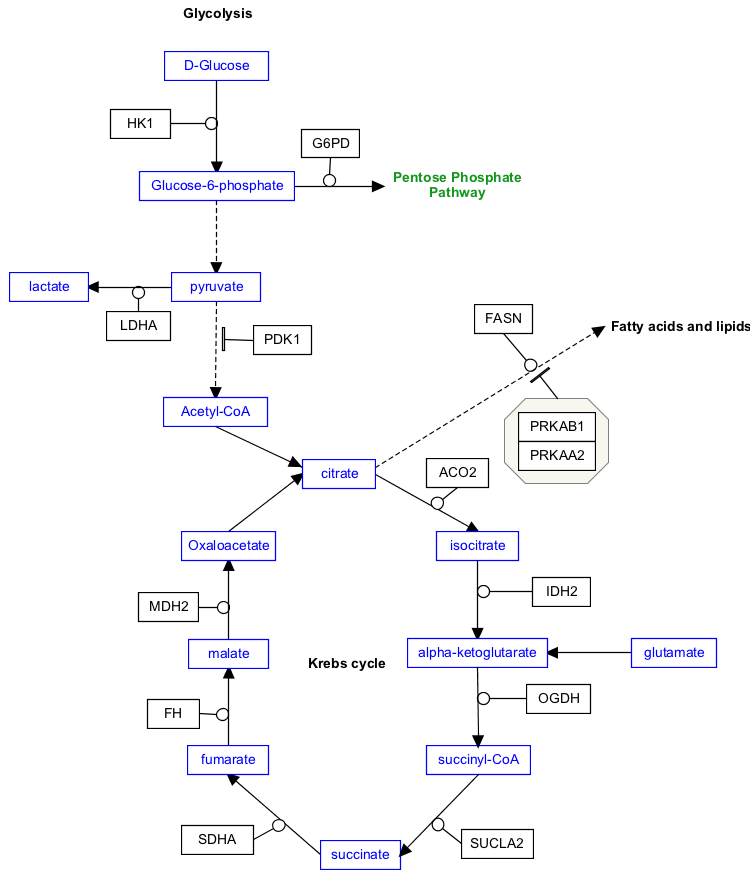 Glycolysis
D-Glucose
HK1
G6PD
Glucose-6-phosphate
Pentose Phosphate
Pathway
lactate
pyruvate
LDHA
PDK1
FASN
Fatty acids and lipids
Acetyl-CoA
PRKAB1
PRKAA2
citrate
ACO2
Oxaloacetate
isocitrate
MDH2
IDH2
malate
Krebs cycle
alpha-ketoglutarate
glutamate
FH
OGDH
fumarate
succinyl-CoA
SDHA
SUCLA2
succinate